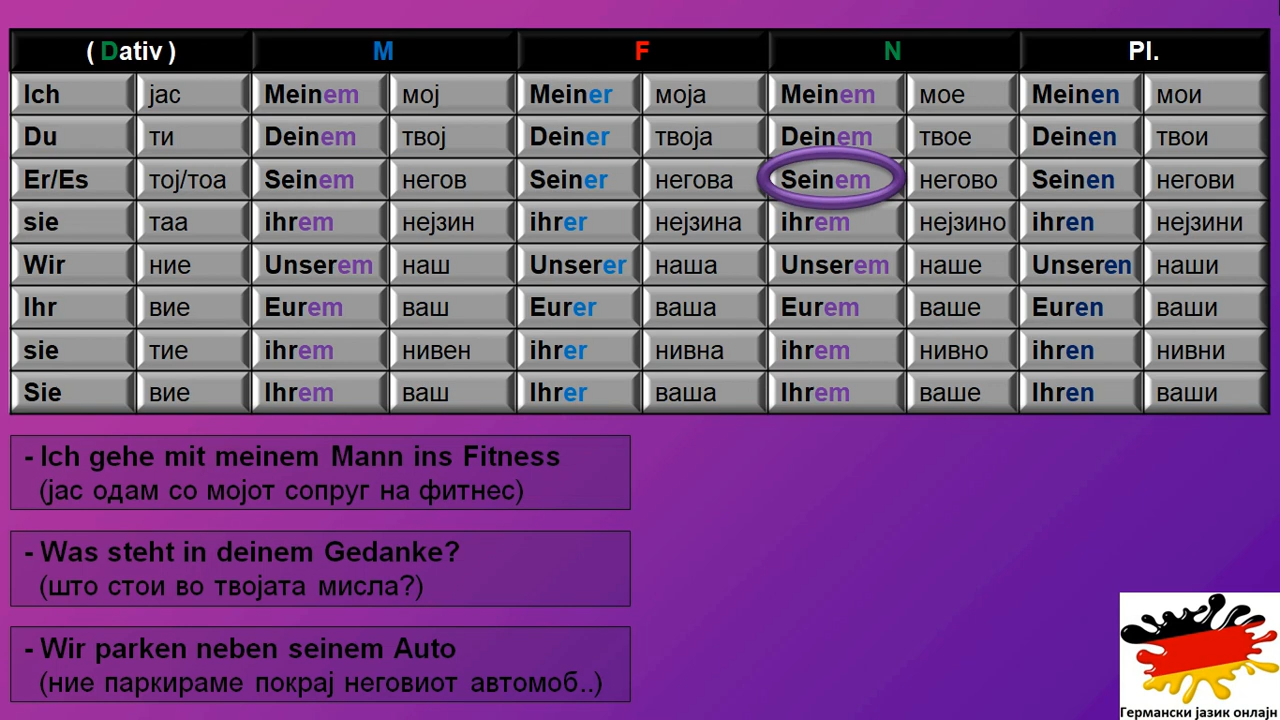 ( Dativ ) M F N Pl.
Ich јас Meinem мој Meiner моја Meinem мое Meinen мои
Du ти Deinem твој Deiner твоја Deinem твое Deinen твои
Er/Es тој/тоа Seinem негов Seiner негова Seinem негово Seinen негови
sie таа ihrem нејзин ihrer нејзина ihrem нејзино ihren нејзини
Wir ние Unserem наш Unserer наша Unserem наше Unseren наши
Ihr вие Eurem ваш Eurer ваша Eurem ваше Euren ваши
sie тие ihrem нивен ihrer нивна ihrem нивно ihren нивни
Sie вие Ihrem ваш Ihrer ваша Ihrem ваше Ihren ваши
- Ich gehe mit meinem Mann ins Fitness
(јас одам со мојот сопруг на фитнес)
- Was steht in deinem Gedanke?
(што стои во твојата мисла?)
- Wir parken neben seinem Auto
(ние паркираме покрај неговиот автомоб..)
Германски јазик онлајн